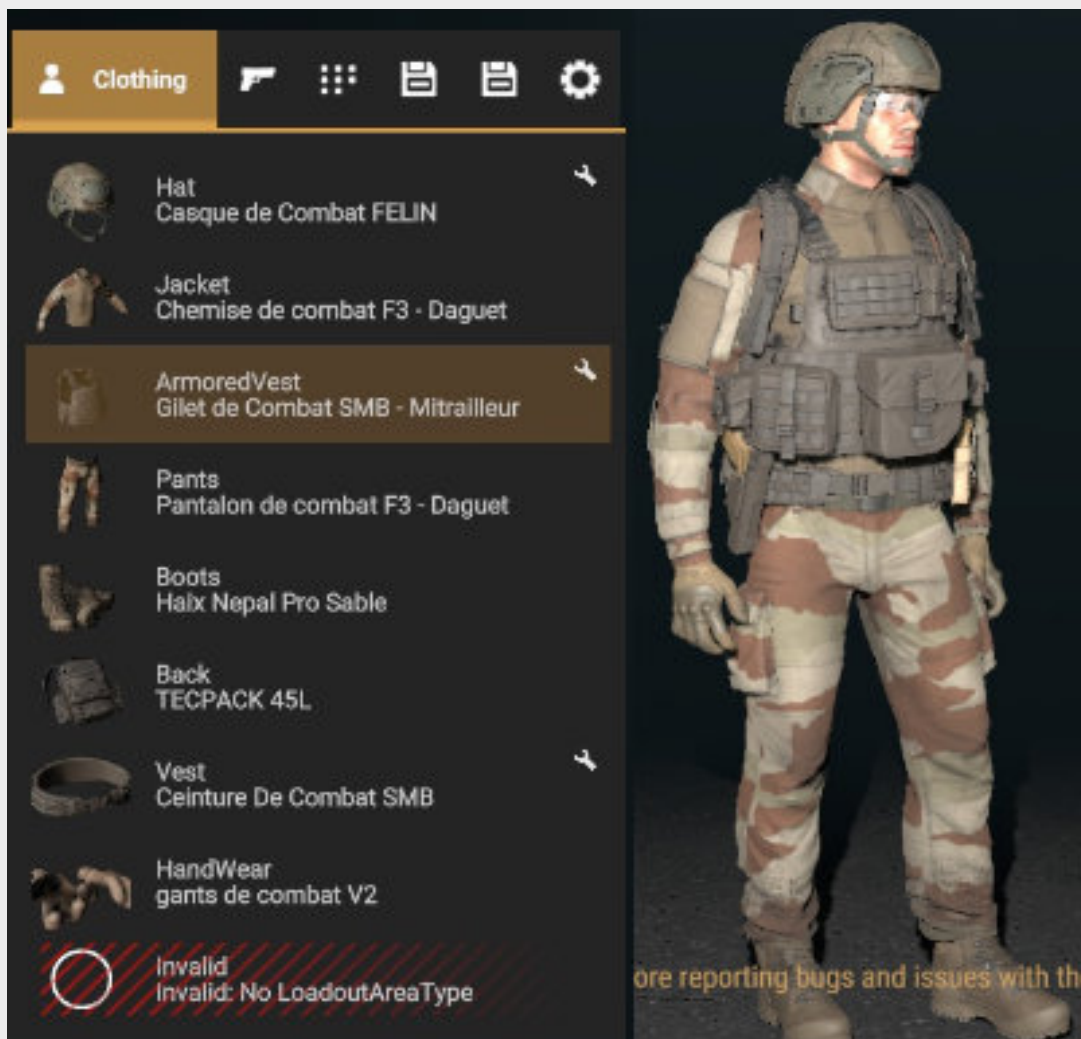 Clothing
Hat
Casque de Combat FELIN
Jacket
Chemise de combat F3 - Daguet
ArmoredVest
Gilet de Combat SMB - Mitrailleur
Pants
Pantalon de combat F3 - Daguet
Boots
Haix Nepal Pro Sable
Back
TECPACK 45L
Vest
Ceinture De Combat SMB
HandWear
gants de combat V2
Invalid
Invalid: No LoadoutAreaType
ore reporting bugs and issues with th